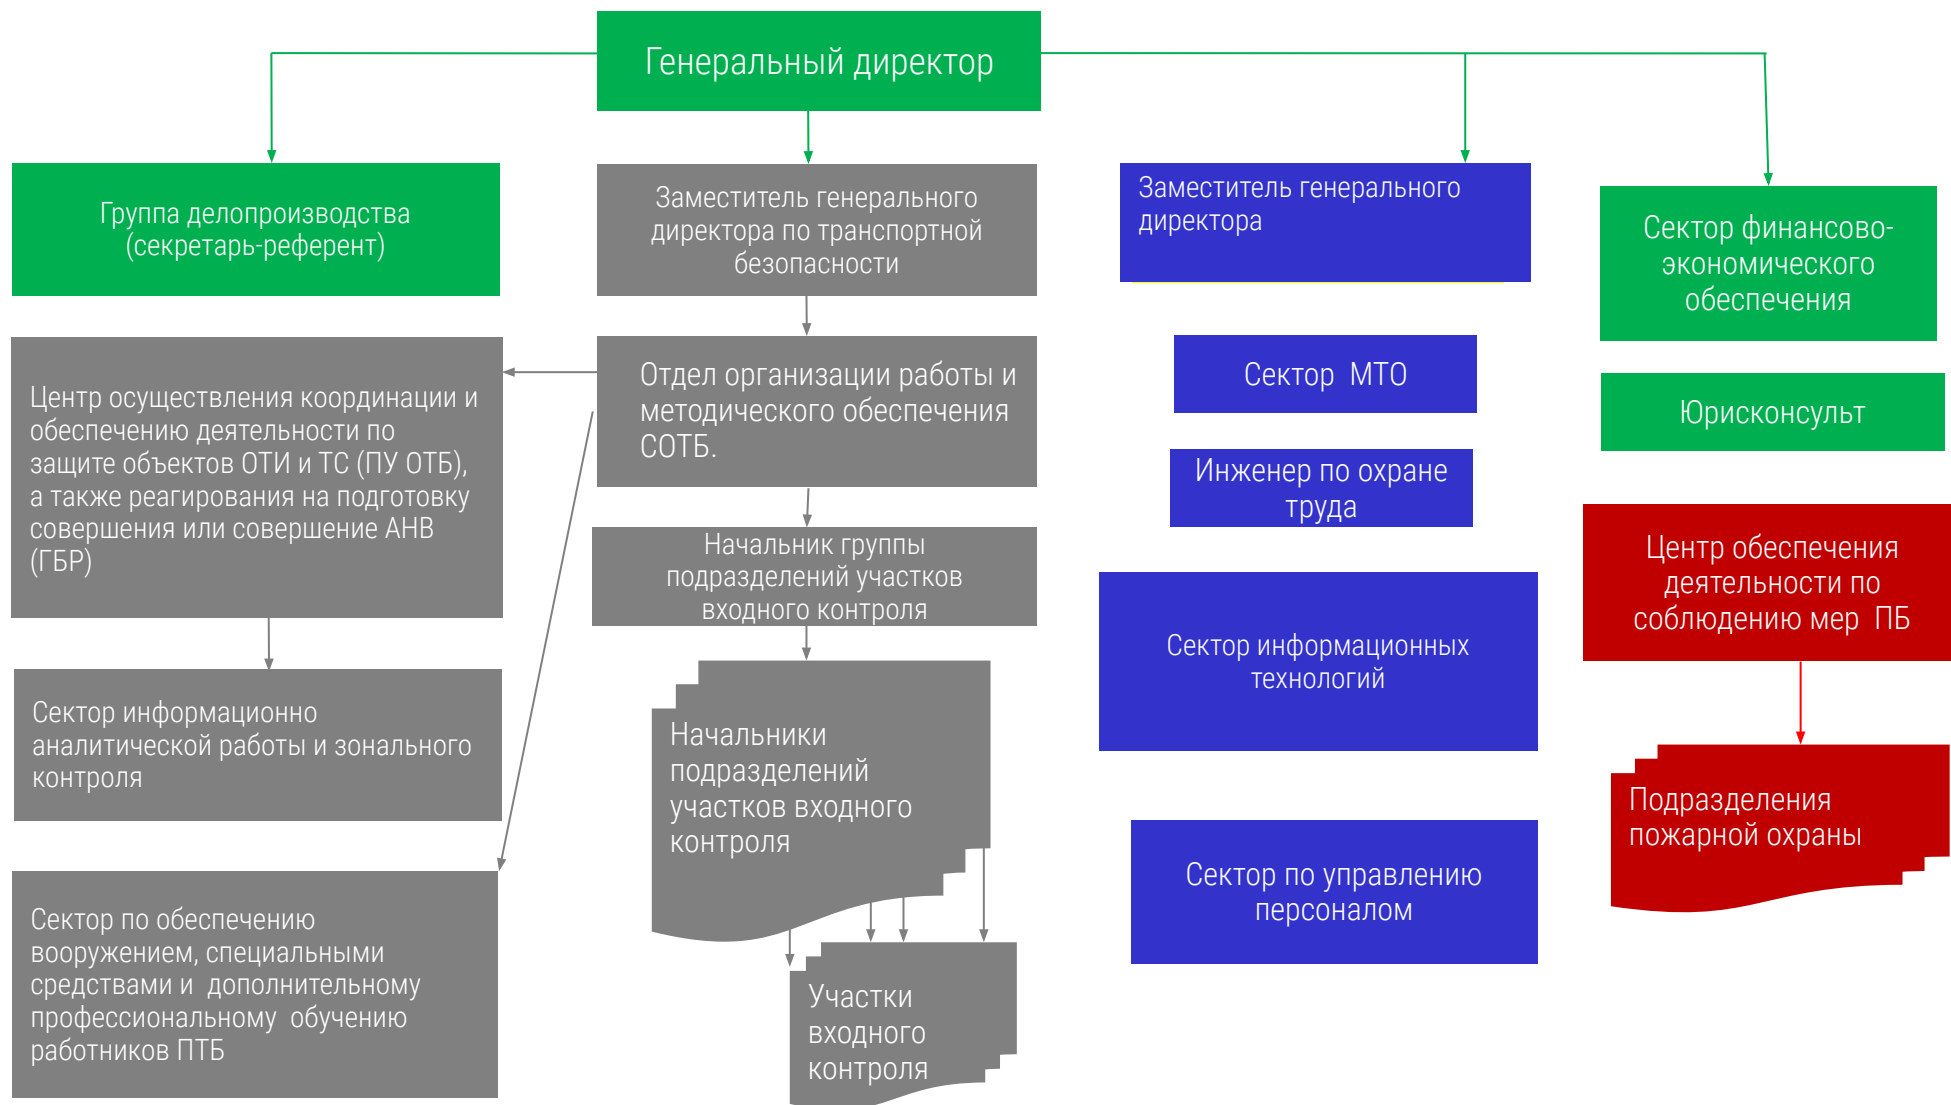 Генеральный директор
Группа делопроизводства
(секретарь-референт)
Заместитель генерального
директора по транспортной
безопасности
Заместитель генерального
директора
Сектор финансово-
экономического
обеспечения
Центр осуществления координации и
обеспечению деятельности по
защите объектов ОТИ и ТС (ПУ ОТБ),
а также реагирования на подготовку
совершения или совершение АНВ
(ГБР)
Отдел организации работы и
методического обеспечения
СОТБ.
Сектор  МТО
Юрисконсульт
Инженер по охране
труда
Начальник группы
подразделений участков
входного контроля
Центр обеспечения
деятельности по
соблюдению мер  ПБ
Сектор информационных
технологий
Сектор информационно
аналитической работы и зонального
контроля
Начальники
подразделений
участков входного
контроля
Подразделения
пожарной охраны
Сектор по управлению
персоналом
Сектор по обеспечению
вооружением, специальными
средствами и  дополнительному
профессиональному  обучению
работников ПТБ
Участки
входного
контроля